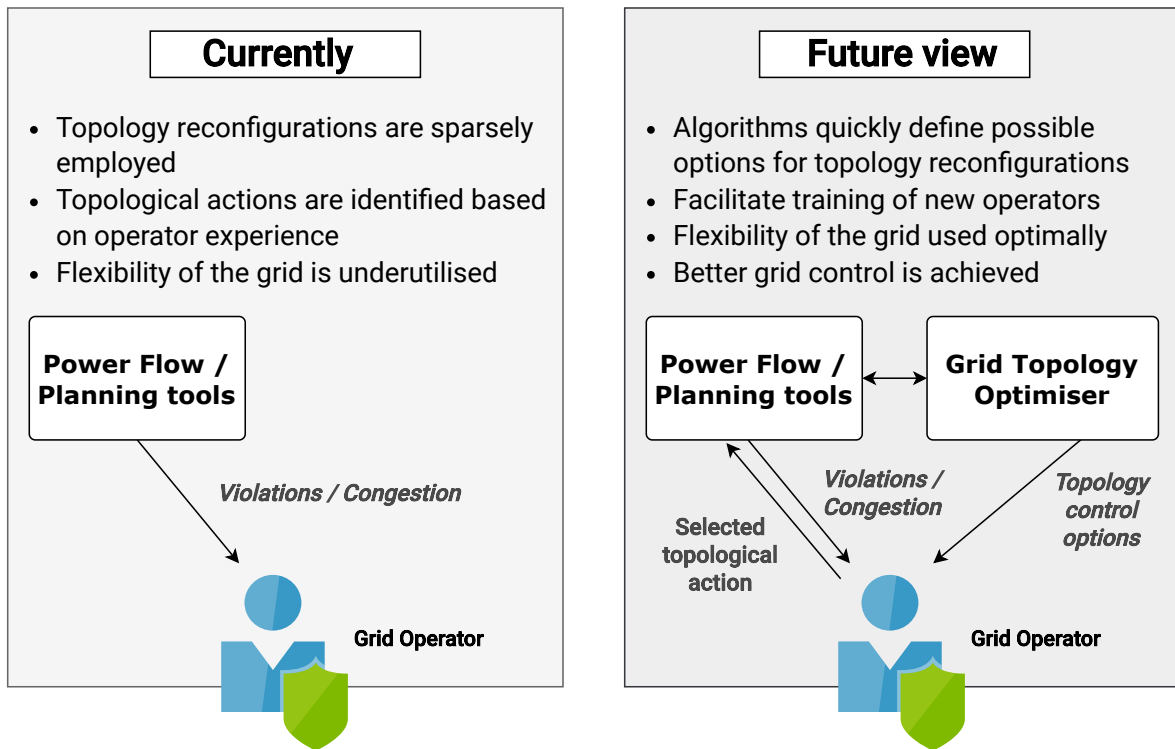 Currently
• Topology reconfigurations are sparsely
employed
• Topological actions are identified based
on operator experience
• Flexibility of the grid is underutilised
Power Flow /
Planning tools
Violations / Congestion
Grid Operator
Future view
• Algorithms quickly define possible
options for topology reconfigurations
• Facilitate training of new operators
• Flexibility of the grid used optimally
• Better grid control is achieved
Power Flow /
Planning tools
Grid Topology
Optimiser
Violations /
Congestion
Topology
control
options
Selected
topological
action
Grid Operator